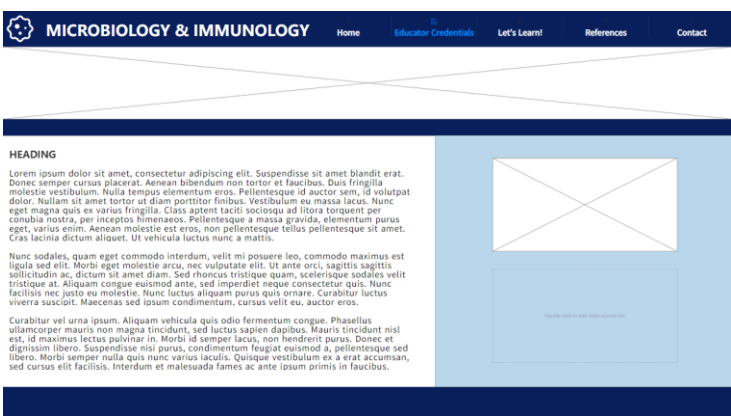 MICROBIOLOGY & IMMUNOLOGY
Home
Educator Credentials
Let's Learn!
References
Contact
HEADING
Lorem ipsum dolor sit amet, consectetur adipiscing elit. Suspendisse sit amet blandit erat.
Donec semper cursus placerat. Aenean bibendum non tortor et faucibus. Duis fringilla
molestie vestibulum. Nulla tempus elementum eros. Pellentesque id auctor sem, id volutpat
dolor. Nullam sit amet tortor ut diam porttitor finibus. Vestibulum eu massa lacus. Nunc
eget magna quis ex varius fringilla. Class aptent taciti sociosqu ad litora torquent per
conubia nostra, per inceptos himenaeos. Pellentesque a massa gravida, elementum purus
eget, varius enim. Aenean molestie est eros, non pellentesque tellus pellentesque sit amet.
Cras lacinia dictum aliquet. Ut vehicula luctus nunc a mattis.
Nunc sodales, quam eget commodo interdum, velit mi posuere leo, commodo maximus est
ligula sed elit. Morbi eget molestie arcu, nec vulputate elit. Ut ante orci, sagittis sagittis
sollicitudin ac, dictum sit amet diam. Sed rhoncus tristique quam, scelerisque sodales velit
tristique at. Aliquam congue euismod ante, sed imperdiet neque consectetur quis. Nunc
facilisis nec justo eu molestie. Nunc luctus aliquam purus quis ornare. Curabitur luctus
viverra suscipit. Maecenas sed ipsum condimentum, cursus velit eu, auctor eros.
Curabitur vel urna ipsum. Aliquam vehicula quis odio fermentum congue. Phasellus
ullamcorper mauris non magna tincidunt, sed luctus sapien dapibus. Mauris tincidunt nisl
est, id maximus lectus pulvinar in. Morbi id semper lacus, non hendrerit purus. Donec et
dignissim libero. Suspendisse nisi purus, condimentum feugiat euismod a, pellentesque sed
libero. Morbi semper nulla quis nunc varius iaculis. Quisque vestibulum ex a erat accumsan,
sed cursus elit facilisis. Interdum et malesuada fames ac ante ipsum primis in faucibus.